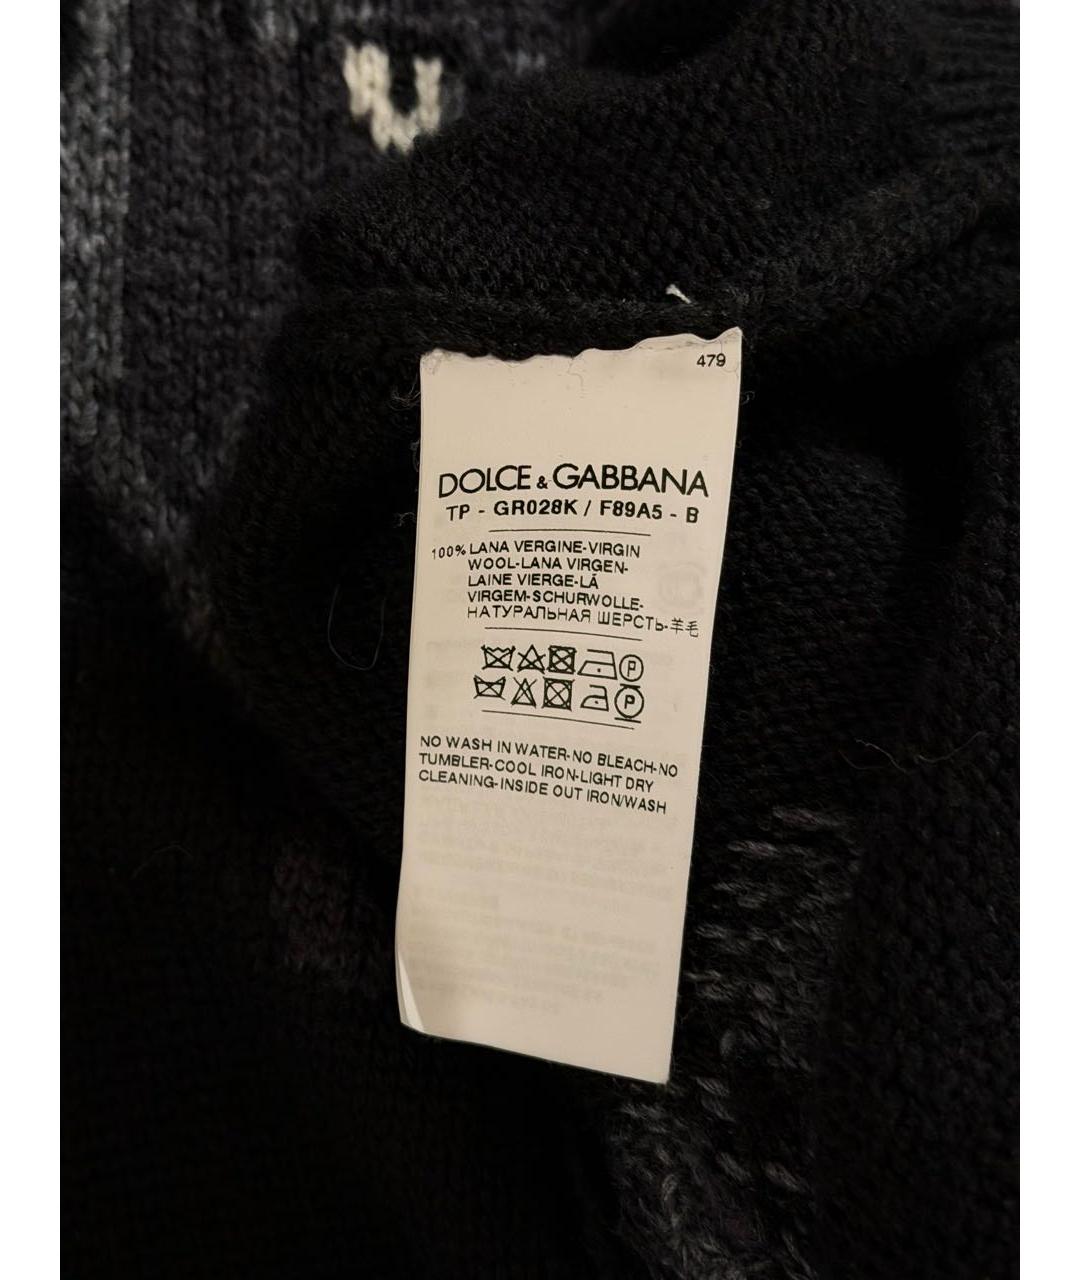 479
DOLCE & GABBANA
TP - GR028K / F89A5 - B
100% LANA VERGINE-VIRGIN
WOOL-LANA VIRGEN-
LAINE VIERGE-LÃ
VIRGEM-SCHURWOLLE-
НАТУРАЛЬНАЯ ШЕРСТЬ-羊毛
P
P
NO WASH IN WATER-NO BLEACH-NO
TUMBLER-COOL IRON-LIGHT DRY
CLEANING-INSIDE OUT IRON/WASH